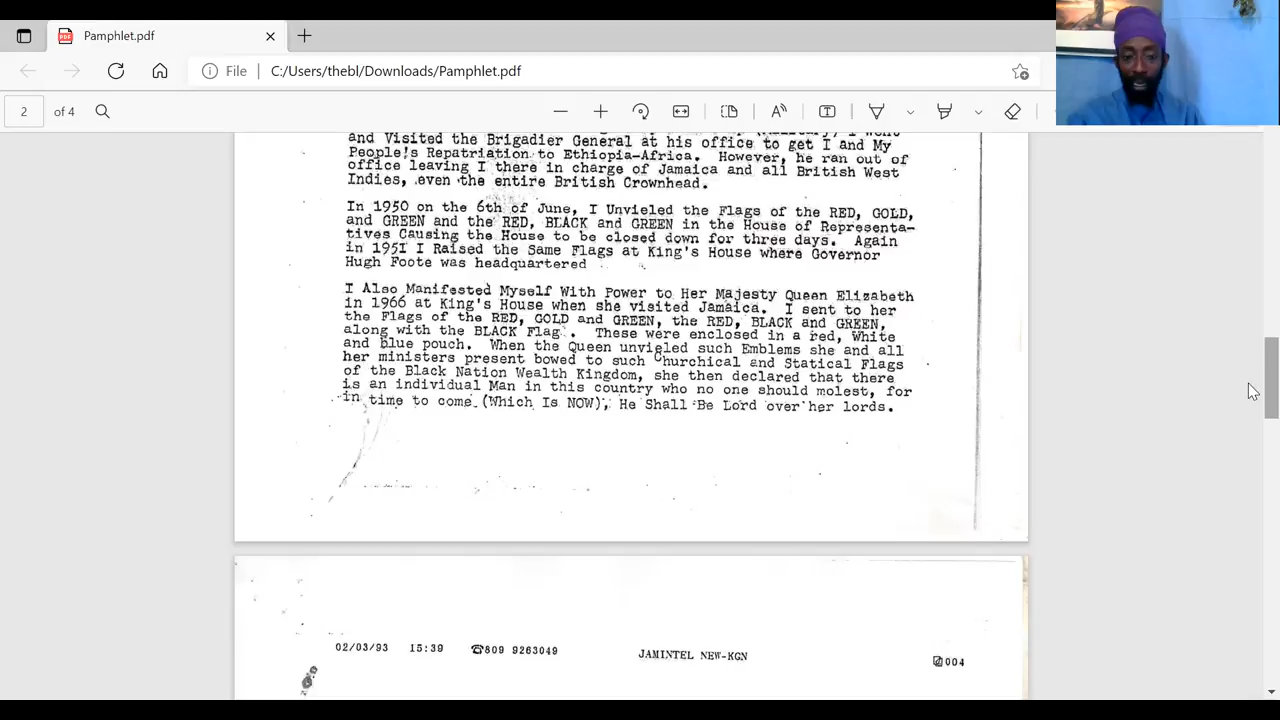 Pamphlet.pdf
File C:/Users/thebl/Downloads/Pamphlet.pdf
2 of 4
and Visited the Brigadier General at his office to get I and My
People's Repatriation to Ethiopia-Africa. However, he ran out of
office leaving I there in charge of Jamaica and all British West
Indies, even the entire British Crownhead.
In 1950 on the 6th of June, I Unvieled the Flags of the RED, GOLD,
and GREEN and the RED, BLACK and GREEN in the House of Representa-
tives Causing the House to be closed down for three days. Again
in 1951 I Raised the Same Flags at King's House where Governor
Hugh Foote was headquartered
I Also Manifested Myself With Power to Her Majesty Queen Elizabeth
in 1966 at King's House when she visited Jamaica. I sent to her
the Flags of the RED, GOLD and GREEN, the RED, BLACK and GREEN,
along with the BLACK Flag. These were enclosed in a red, White
and Blue pouch. When the Queen unvieled such Emblems she and all
her ministers present bowed to such Churchical and Statical Flags
of the Black Nation Wealth Kingdom, she then declared that there
is an individual Man in this country who no one should molest, for
in time to come (Which Is NOW), He Shall Be Lord over her lords.
02/03/93 15:39 ☎809 9263049 JAMINTEL NEW-KGN 004